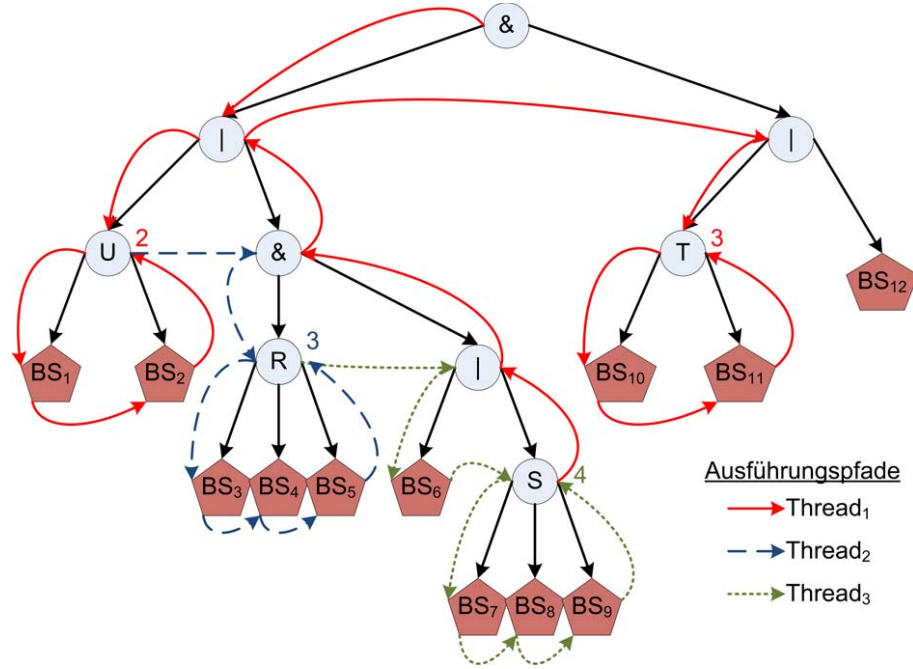 &
|
|
U
2
&
T
3
BS₁₂
BS₁
BS₂
R
3
|
BS₁₀
BS₁₁
BS₃
BS₄
BS₅
BS₆
S
4
BS₇
BS₈
BS₉
Ausführungspfade
Thread₁
Thread₂
Thread₃